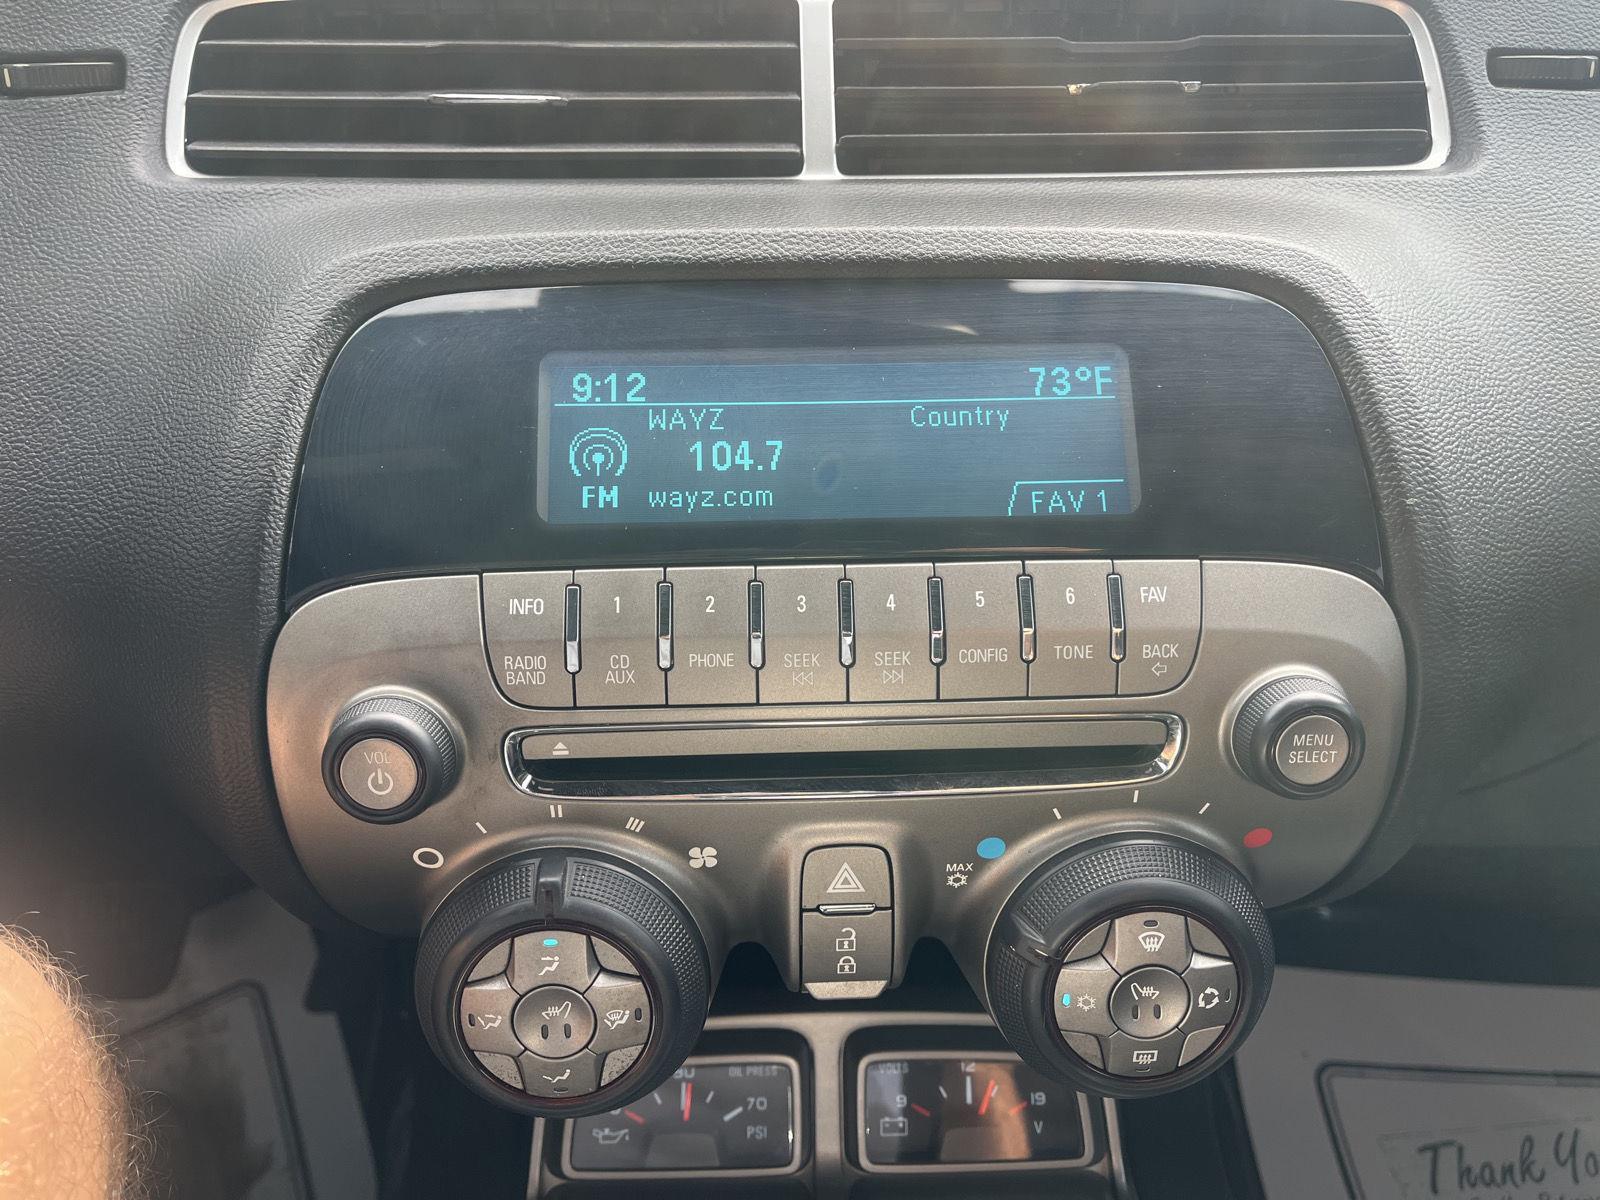 9:12 73°F
WAYZ Country
104.7
FM wayz.com FAV 1
INFO 1 2 3 4 5 6 FAV
RADIO BAND CD AUX PHONE SEEK SEEK CONFIG TONE BACK
VOL
MENU
SELECT
MAX
OIL PRESS
70
PSI
VOLTS
9 12 19
V
Thank